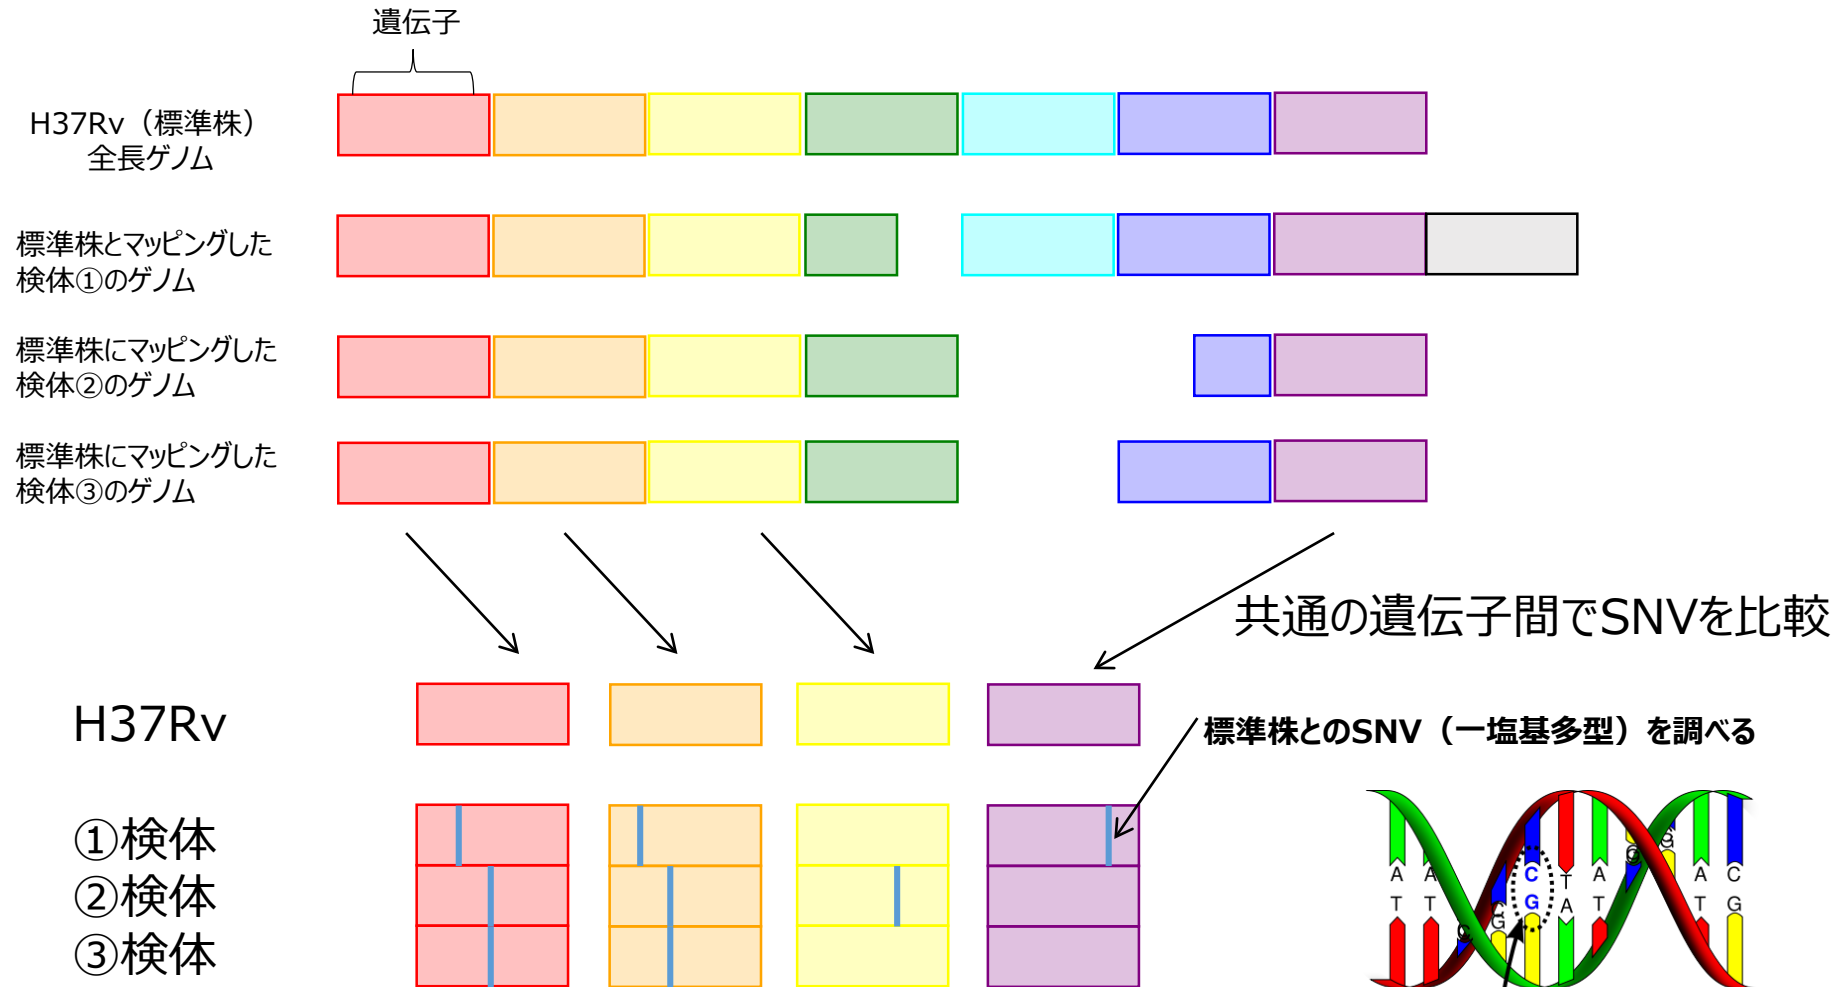 遺伝子
H37Rv（標準株）
全長ゲノム
標準株とマッピングした
検体①のゲノム
標準株にマッピングした
検体②のゲノム
標準株にマッピングした
検体③のゲノム
共通の遺伝子間でSNVを比較
H37Rv
標準株とのSNV（一塩基多型）を調べる
①検体
②検体
③検体
A A C T A G G A C
T T C G G A T T G